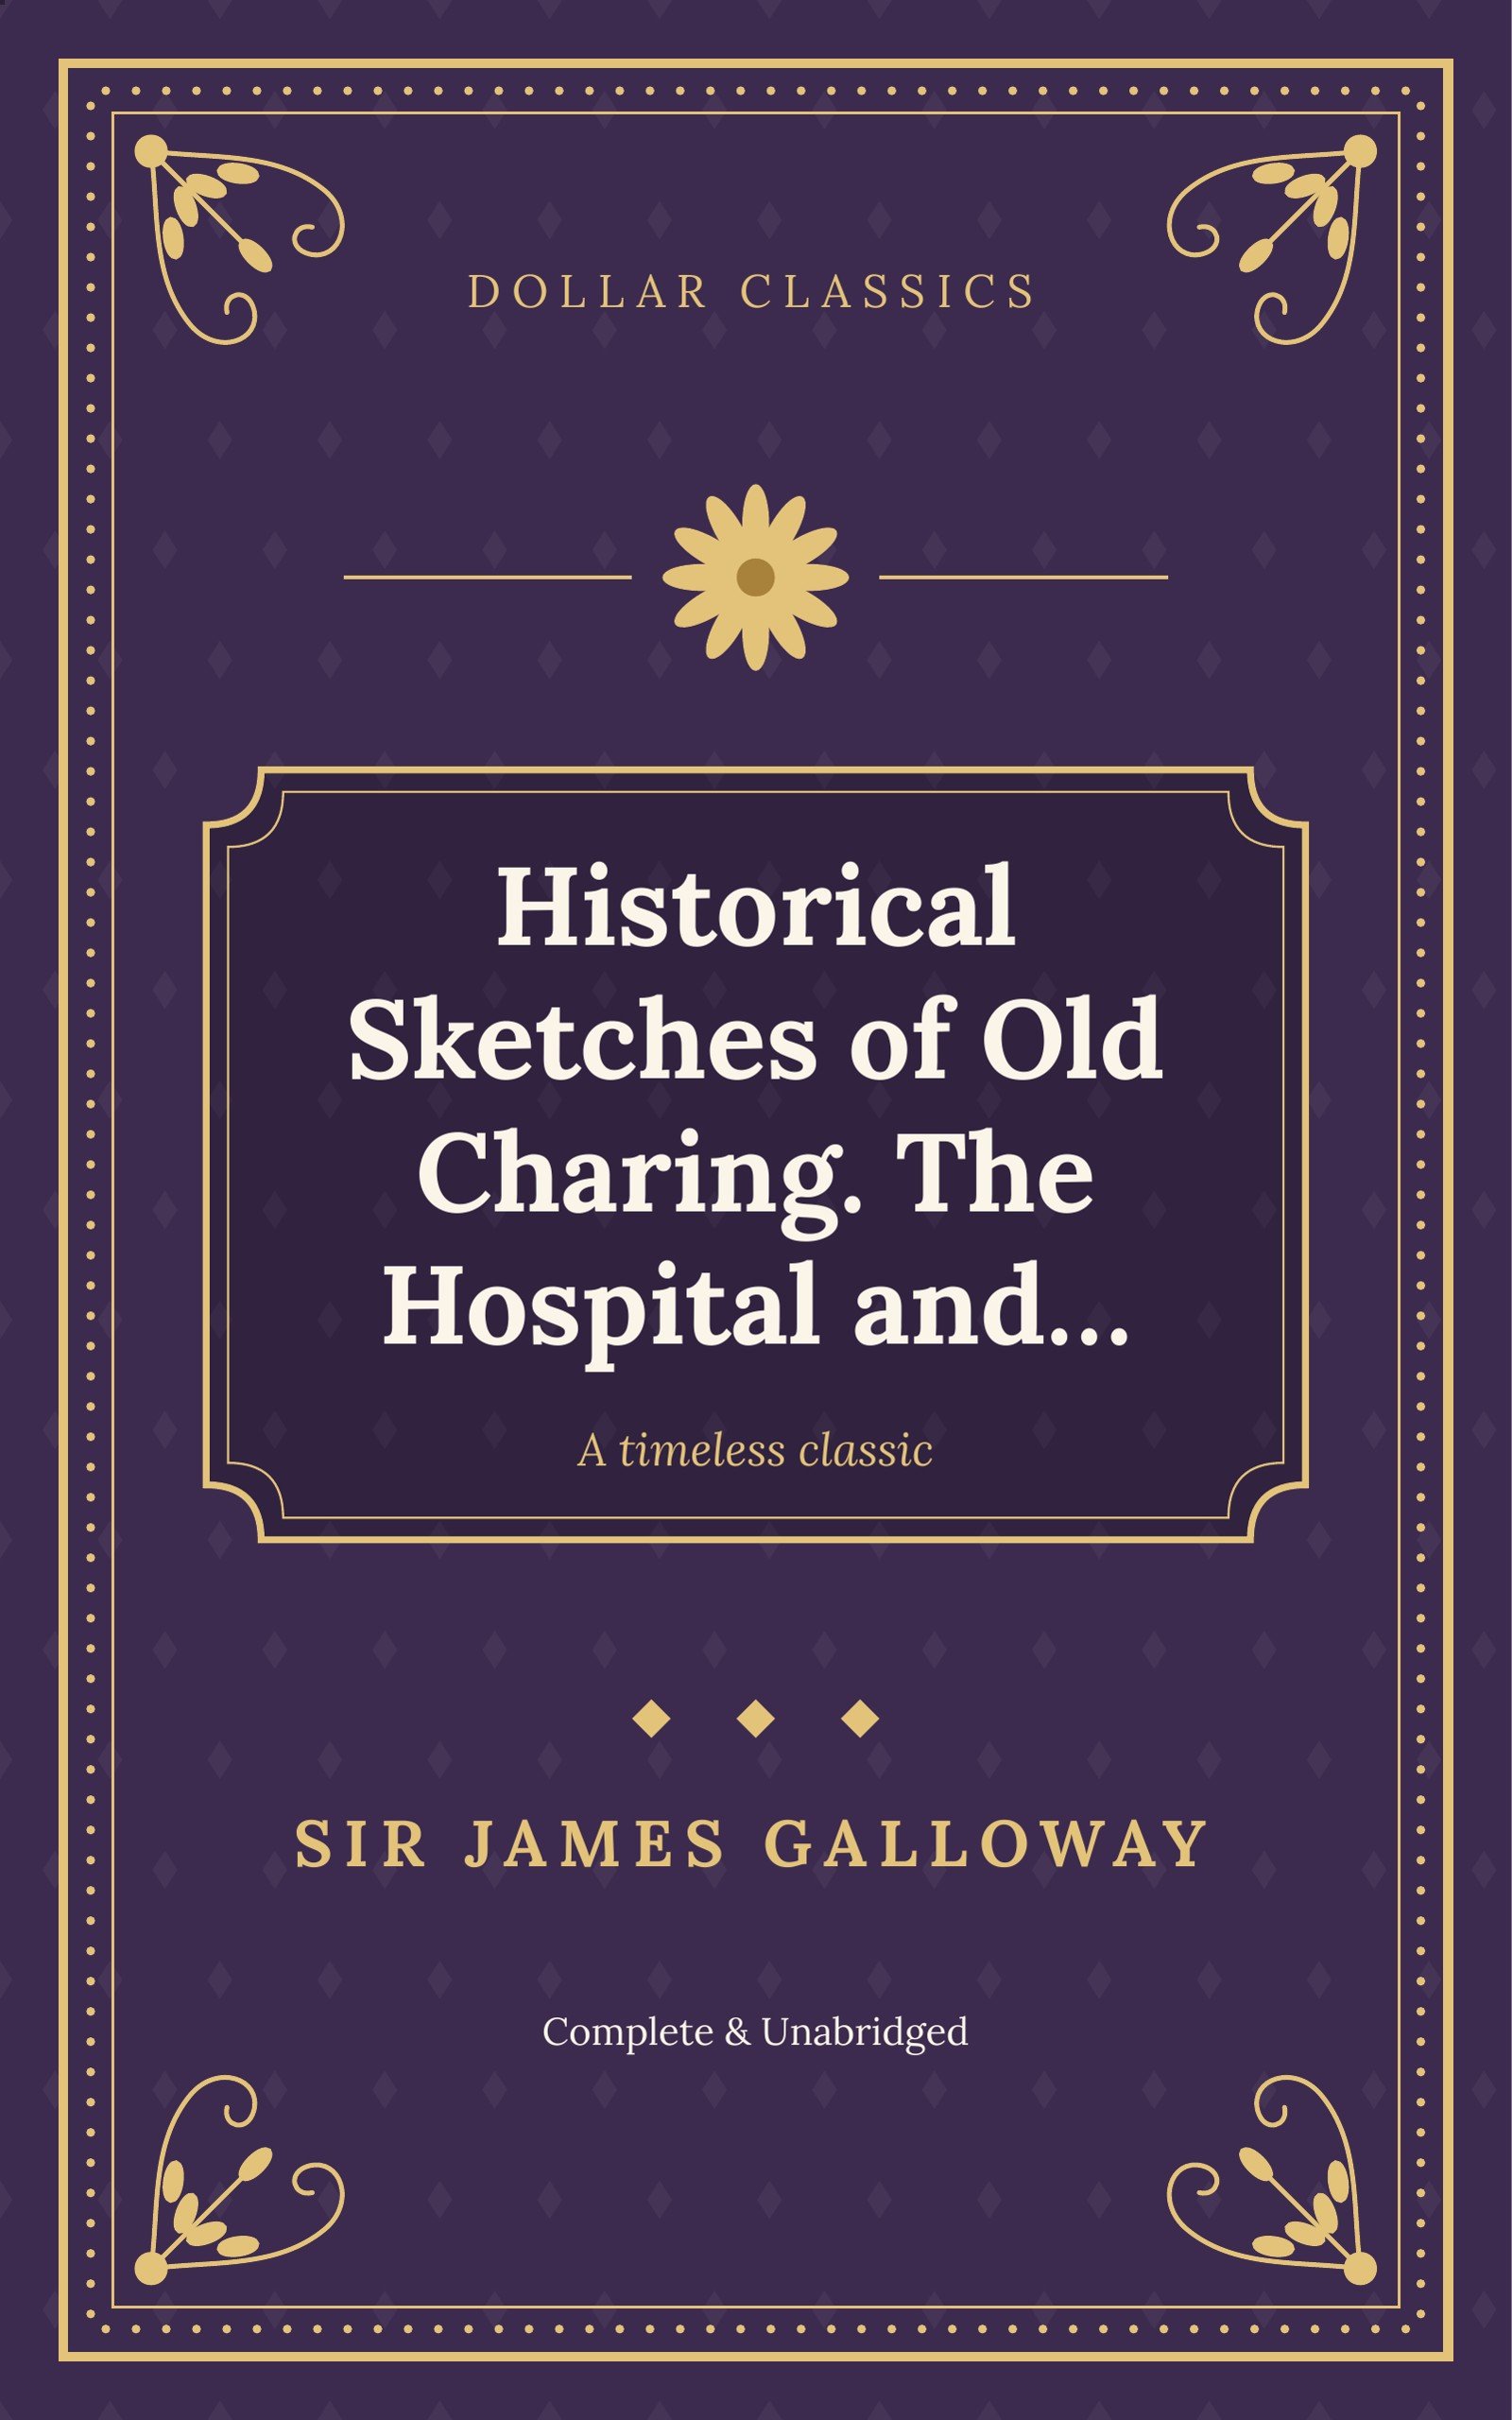 DOLLAR CLASSICS
Historical
Sketches of Old
Charing. The
Hospital and...
A timeless classic
SIR JAMES GALLOWAY
Complete & Unabridged